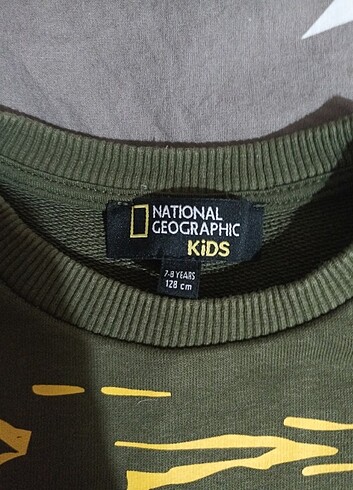 NATIONAL
GEOGRAPHIC
KiDS
7-8 YEARS
128 cm